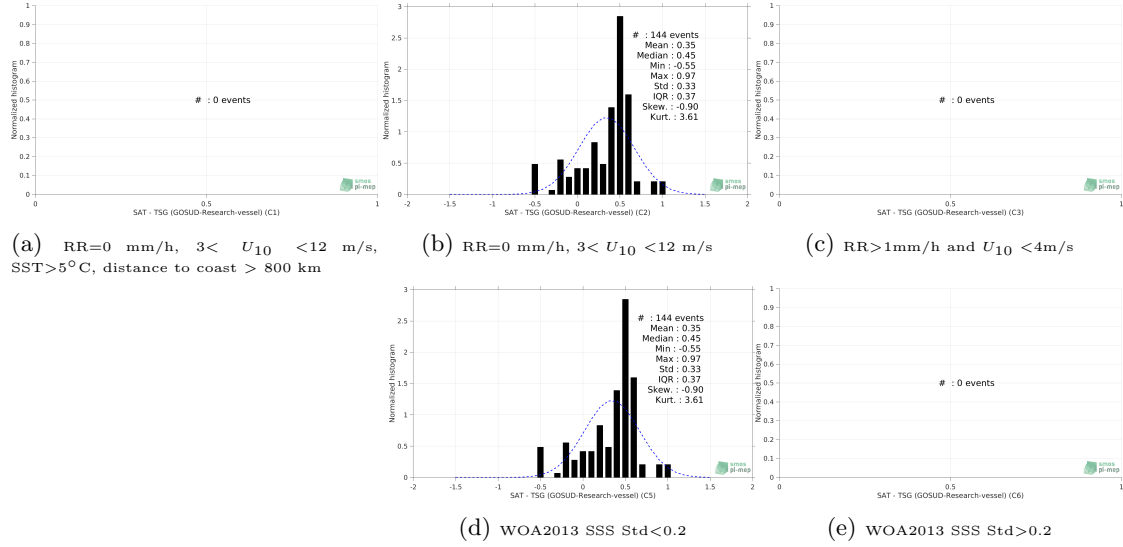 Normalized histogram
1
0.9
0.8
0.7
0.6
0.5
0.4
0.3
0.2
0.1
0
# : 0 events
smos
pi-mep
0 0.5 1
SAT - TSG (GOSUD-Research-vessel) (C1)
(a) RR=0 mm/h, 3< U10 <12 m/s,
SST>5°C, distance to coast > 800 km
Normalized histogram
3
2.5
2
1.5
1
0.5
0
# : 144 events
Mean : 0.35
Median : 0.45
Min : -0.55
Max : 0.97
Std : 0.33
IQR : 0.37
Skew. : -0.90
Kurt. : 3.61
smos
pi-mep
-2 -1.5 -1 -0.5 0 0.5 1 1.5 2
SAT - TSG (GOSUD-Research-vessel) (C2)
(b) RR=0 mm/h, 3< U10 <12 m/s
Normalized histogram
1
0.9
0.8
0.7
0.6
0.5
0.4
0.3
0.2
0.1
0
# : 0 events
smos
pi-mep
0 0.5 1
SAT - TSG (GOSUD-Research-vessel) (C3)
(c) RR>1mm/h and U10 <4m/s
Normalized histogram
3
2.5
2
1.5
1
0.5
0
# : 144 events
Mean : 0.35
Median : 0.45
Min : -0.55
Max : 0.97
Std : 0.33
IQR : 0.37
Skew. : -0.90
Kurt. : 3.61
smos
pi-mep
-2 -1.5 -1 -0.5 0 0.5 1 1.5 2
SAT - TSG (GOSUD-Research-vessel) (C5)
(d) WOA2013 SSS Std<0.2
Normalized histogram
1
0.9
0.8
0.7
0.6
0.5
0.4
0.3
0.2
0.1
0
# : 0 events
smos
pi-mep
0 0.5 1
SAT - TSG (GOSUD-Research-vessel) (C6)
(e) WOA2013 SSS Std>0.2